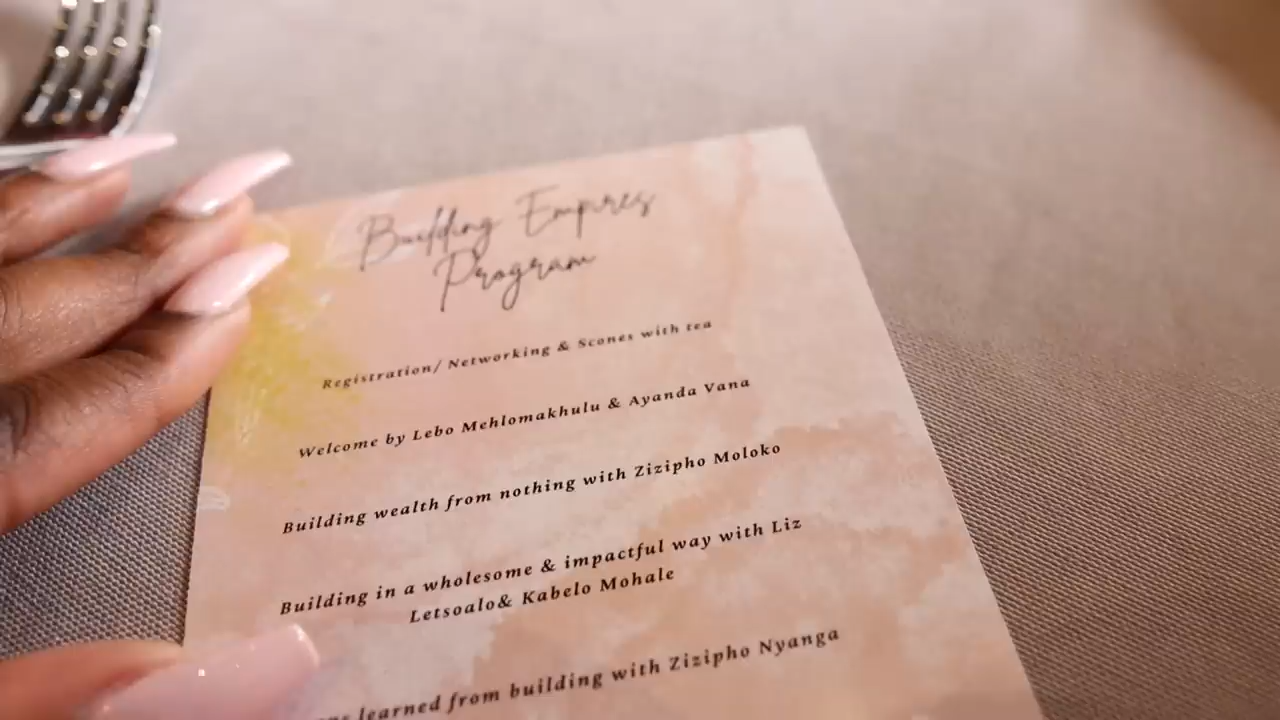 Building Empires
Program
Registration/ Networking & Scones with tea
Welcome by Lebo Mehlomakhulu & Ayanda Vana
Building wealth from nothing with Zizipho Moloko
Building in a wholesome & impactful way with Liz
Letsoalo& Kabelo Mohale
learned from building with Zizipho Nyanga